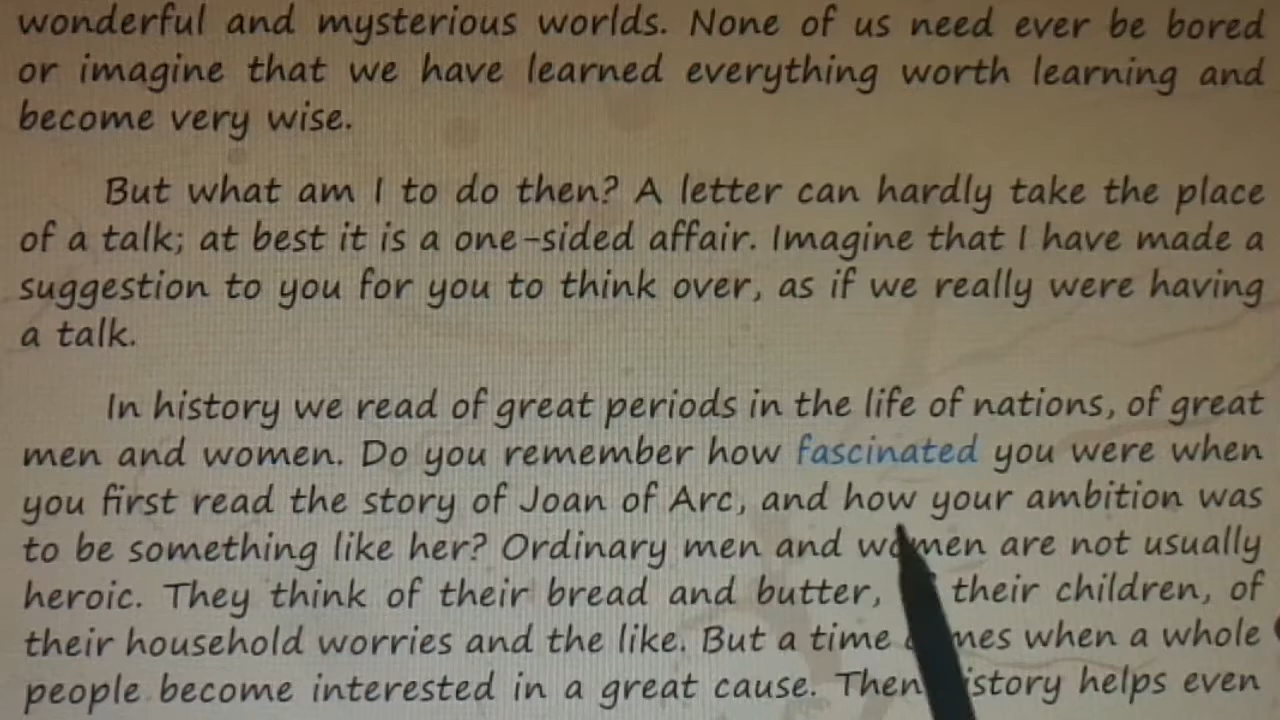 wonderful and mysterious worlds. None of us need ever be bored
or imagine that we have learned everything worth learning and
become very wise.
But what am I to do then? A letter can hardly take the place
of a talk; at best it is a one-sided affair. Imagine that I have made a
suggestion to you for you to think over, as if we really were having
a talk.
In history we read of great periods in the life of nations, of great
men and women. Do you remember how fascinated you were when
you first read the story of Joan of Arc, and how your ambition was
to be something like her? Ordinary men and women are not usually
heroic. They think of their bread and butter, their children, of
their household worries and the like. But a time comes when a whole
people become interested in a great cause. Then history helps even